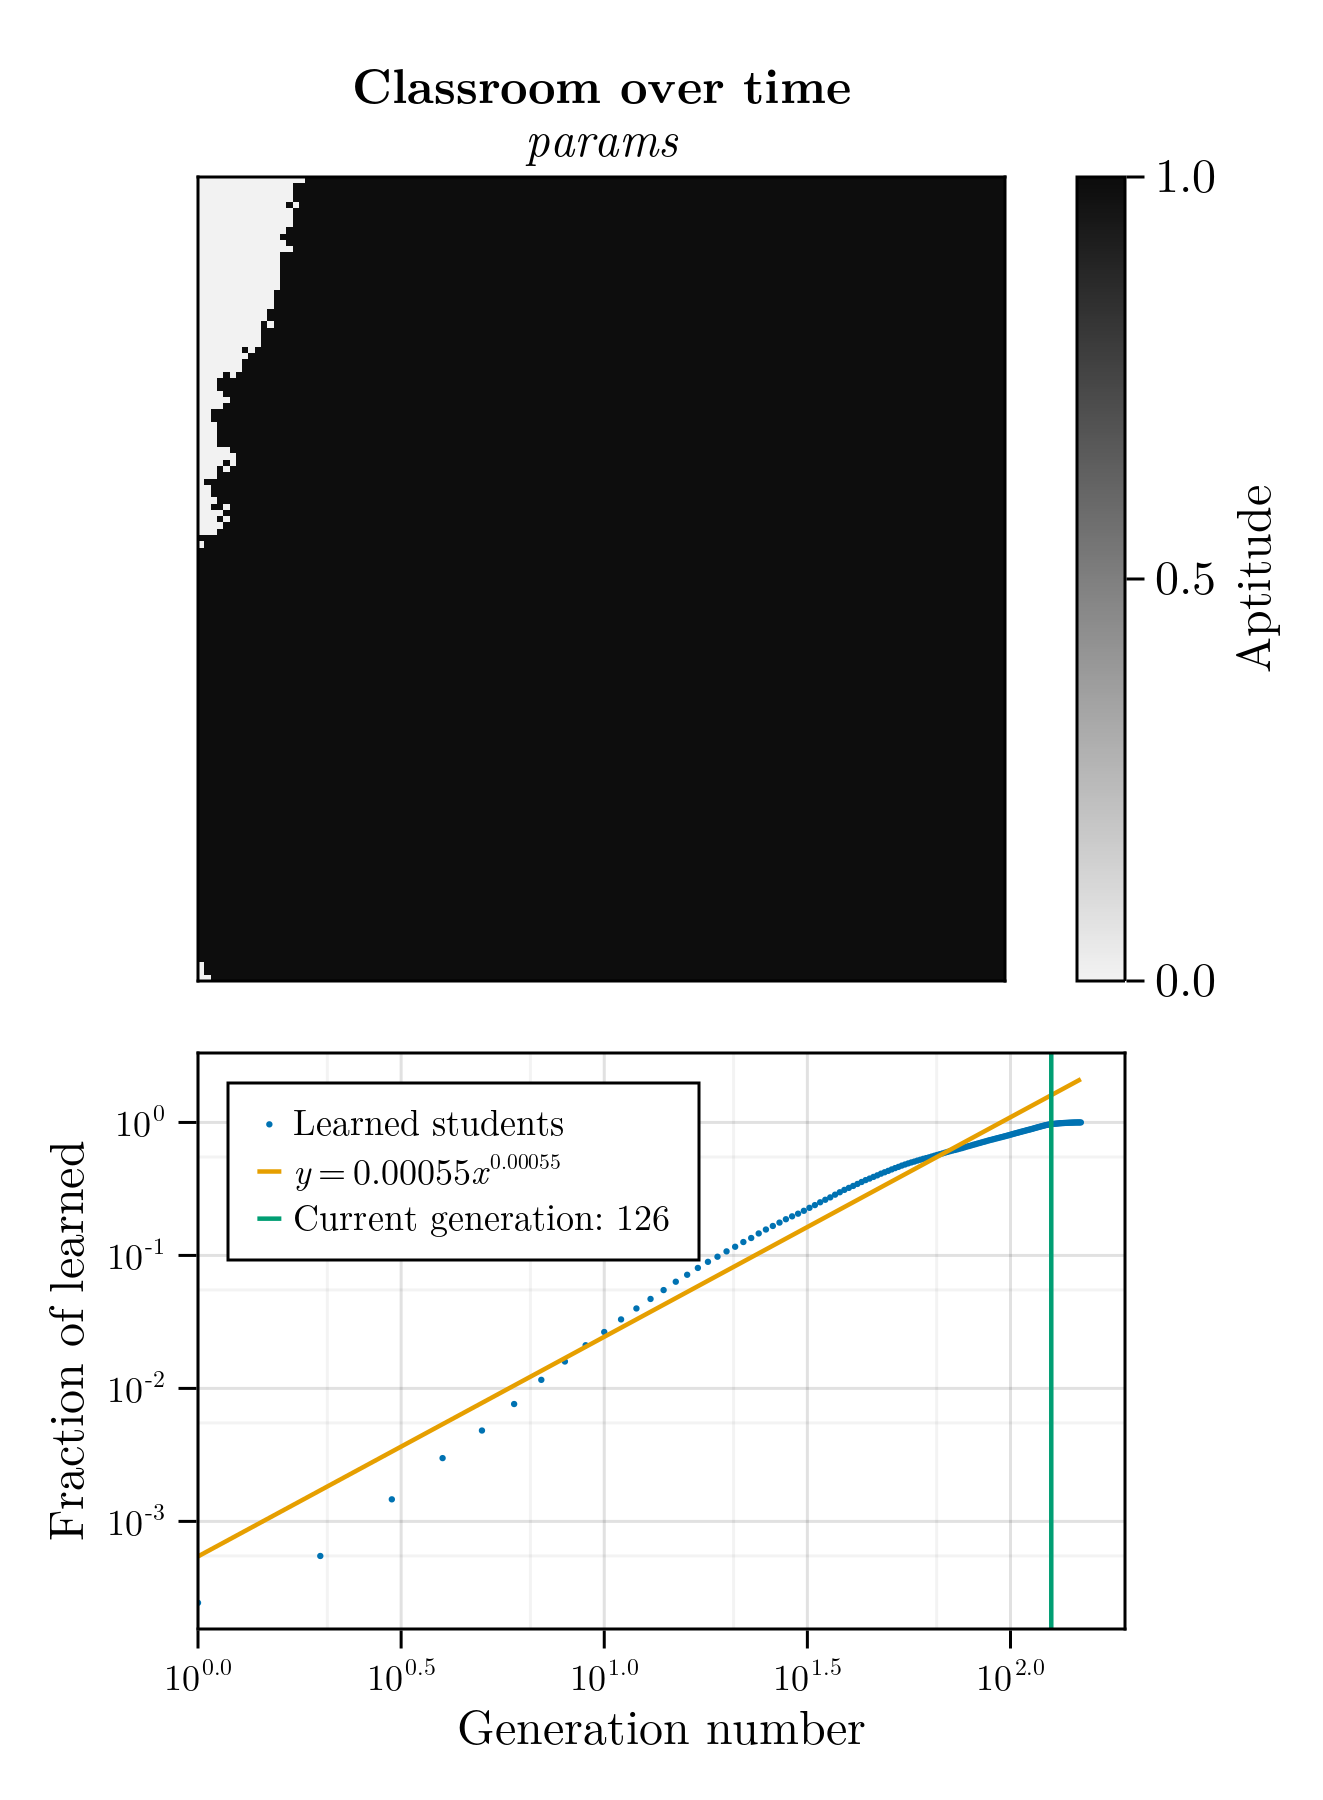 Classroom over time
params
1.0
0.5
0.0
Aptitude
Learned students
y = 0.00055x^0.00055
Current generation: 126
10^0
10^-1
10^-2
10^-3
Fraction of learned
10^0.0 10^0.5 10^1.0 10^1.5 10^2.0
Generation number